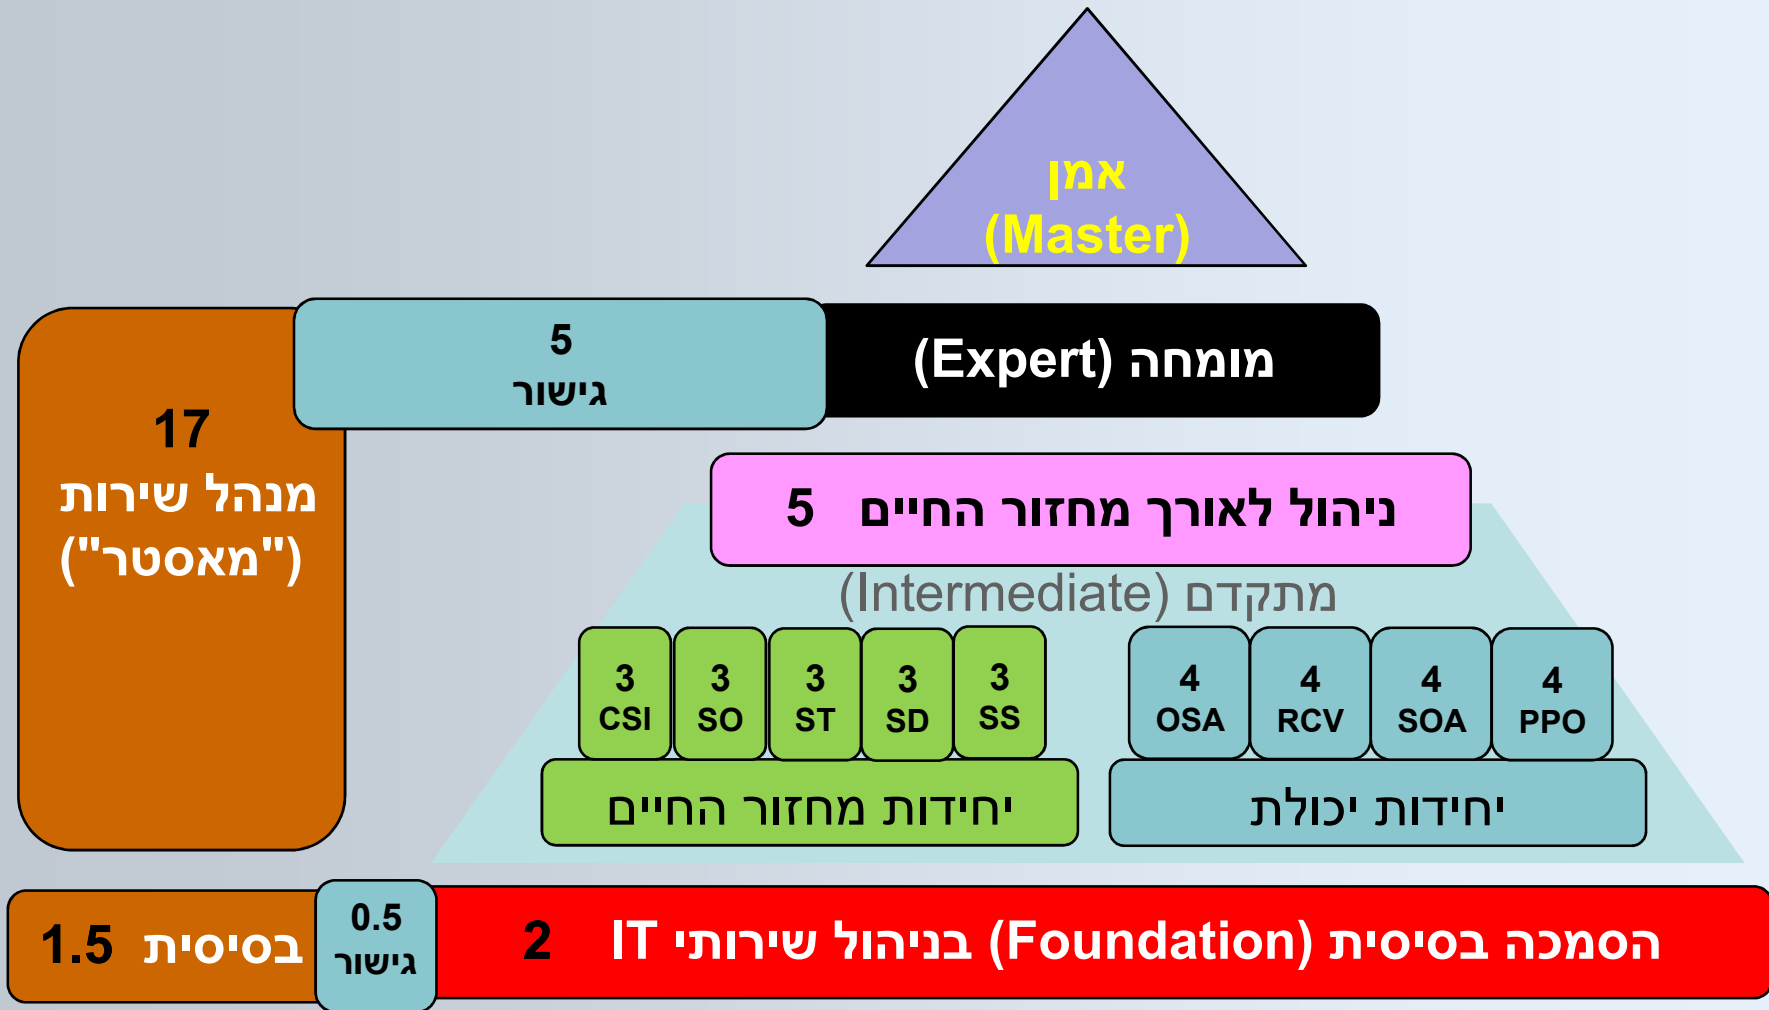 אמן
(Master)
מומחה (Expert)
5
גישור
17
מנהל שירות
("מאסטר")
ניהול לאורך מחזור החיים 5
מתקדם (Intermediate)
4
PPO
4
SOA
4
RCV
4
OSA
יחידות יכולת
3
SS
3
SD
3
ST
3
SO
3
CSI
יחידות מחזור החיים
הסמכה בסיסית (Foundation) בניהול שירותי IT 2
0.5
גישור
בסיסית 1.5